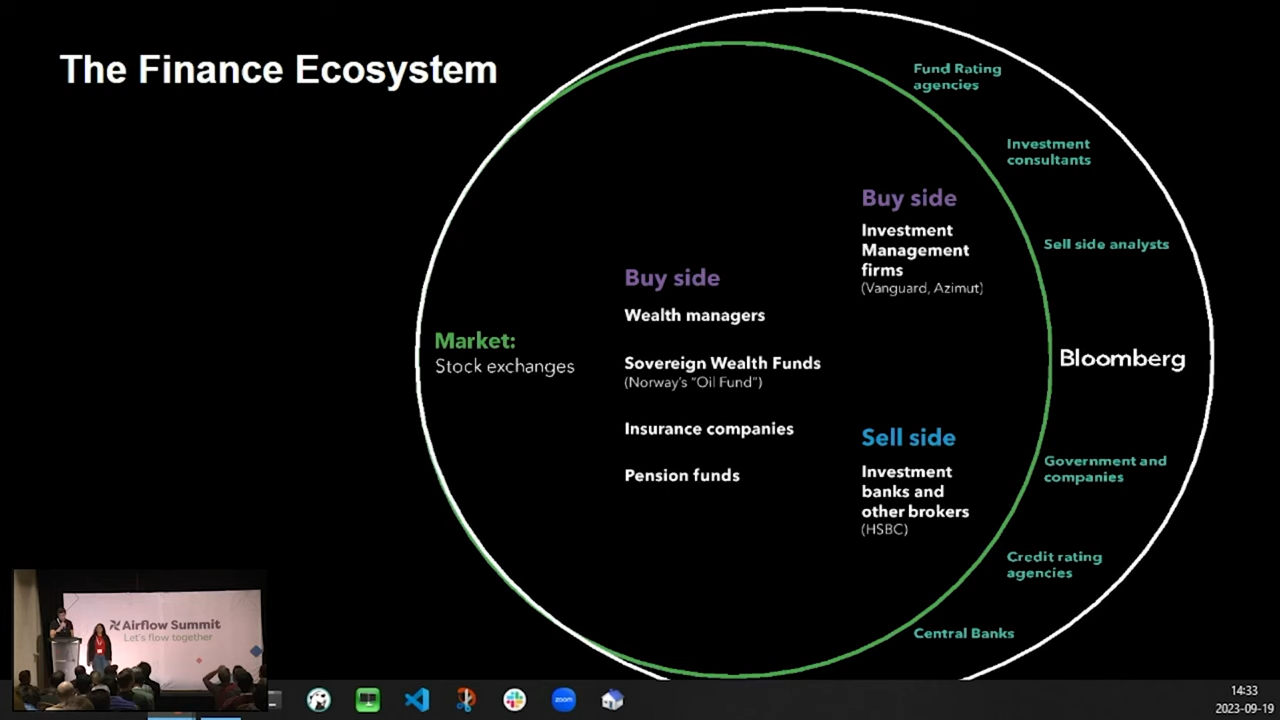 The Finance Ecosystem
Fund Rating
agencies
Investment
consultants
Buy side
Investment
Management
firms
(Vanguard, Azimut)
Sell side analysts
Buy side
Wealth managers
Sovereign Wealth Funds
(Norway's "Oil Fund")
Insurance companies
Pension funds
Market:
Stock exchanges
Bloomberg
Sell side
Investment
banks and
other brokers
(HSBC)
Government and
companies
Credit rating
agencies
Central Banks
Airflow Summit
Let's flow together
zoom
14:33
2023-09-19